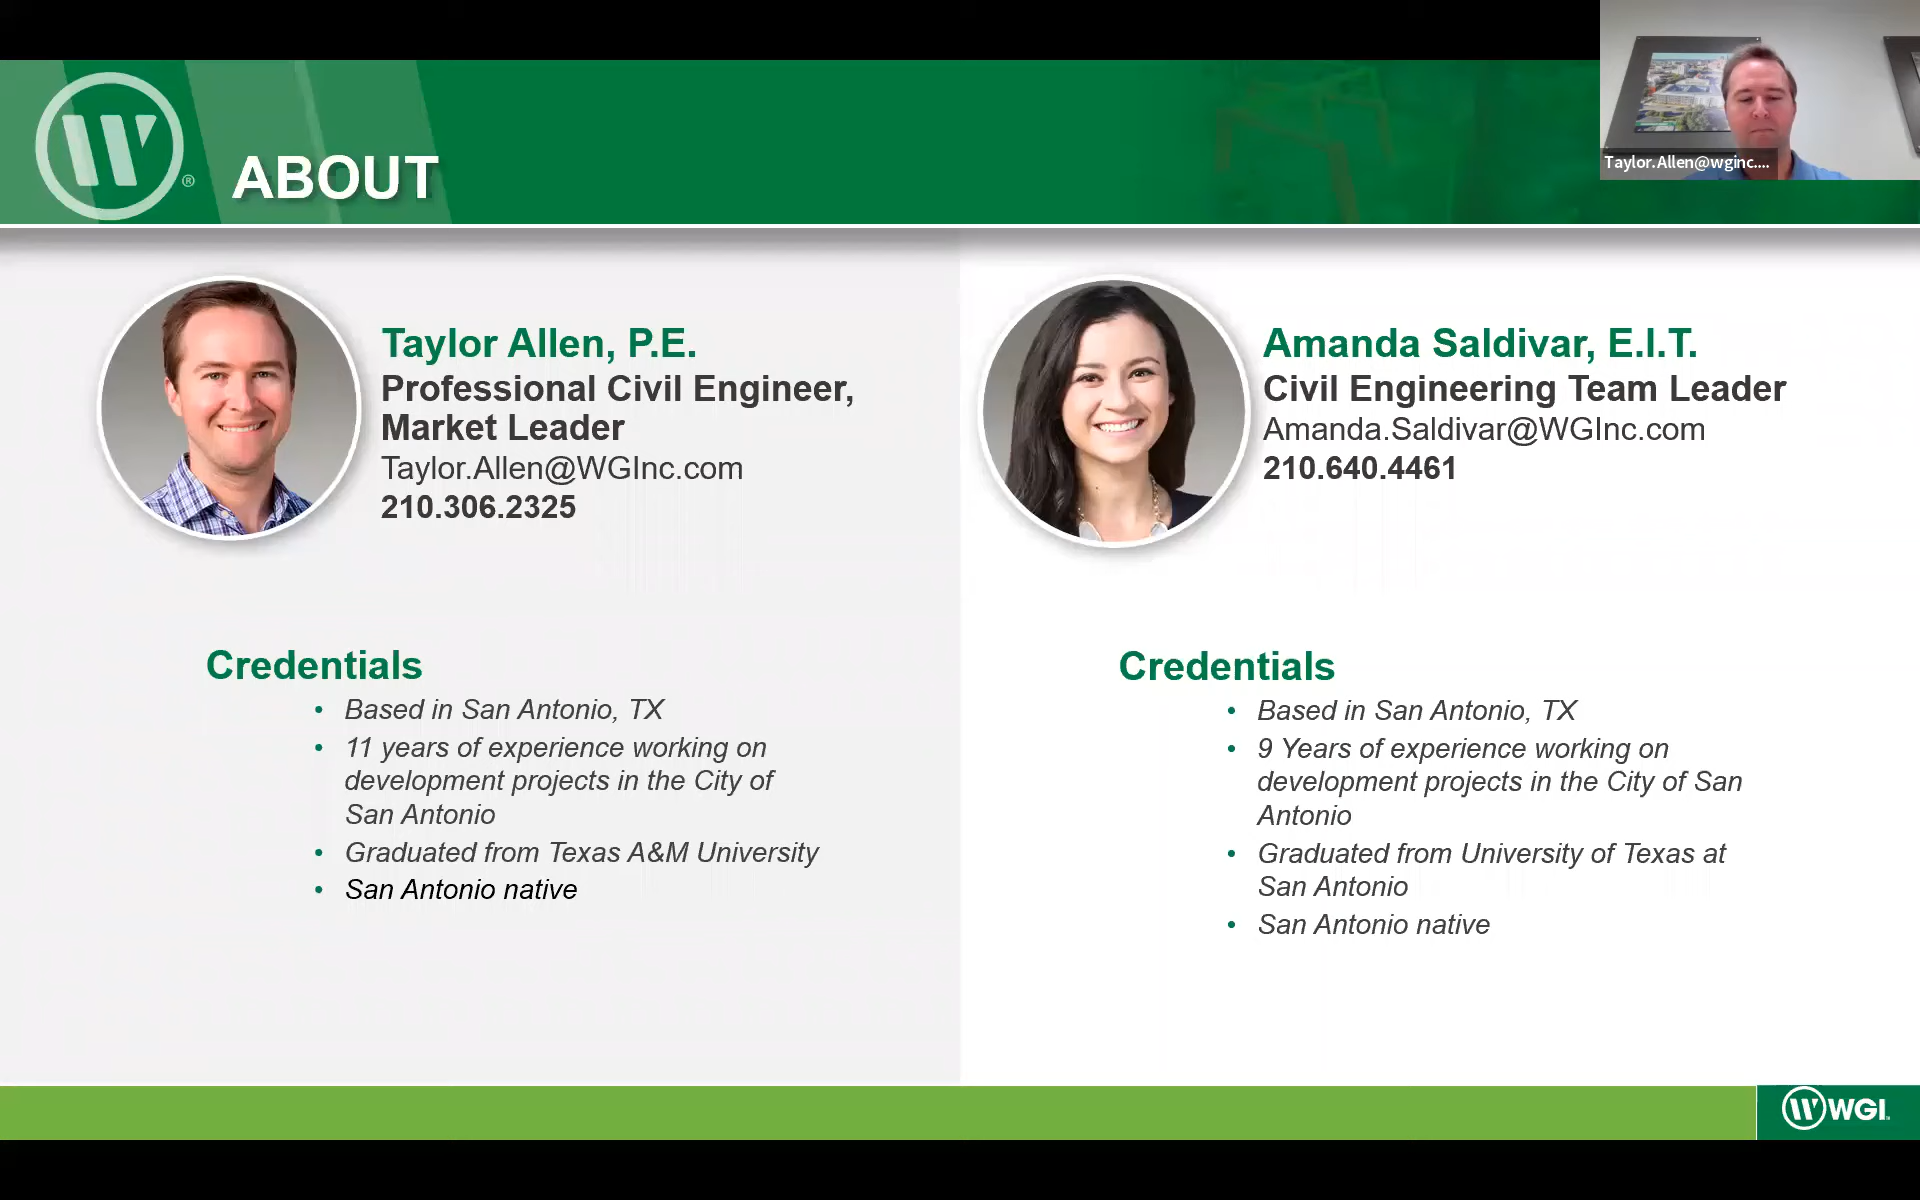 Taylor.Allen@wginc....
®
ABOUT
Taylor Allen, P.E.
Professional Civil Engineer,
Market Leader
Taylor.Allen@WGInc.com
210.306.2325
Credentials
• Based in San Antonio, TX
• 11 years of experience working on
development projects in the City of
San Antonio
• Graduated from Texas A&M University
• San Antonio native
Amanda Saldivar, E.I.T.
Civil Engineering Team Leader
Amanda.Saldivar@WGInc.com
210.640.4461
Credentials
• Based in San Antonio, TX
• 9 Years of experience working on
development projects in the City of San
Antonio
• Graduated from University of Texas at
San Antonio
• San Antonio native
WGI